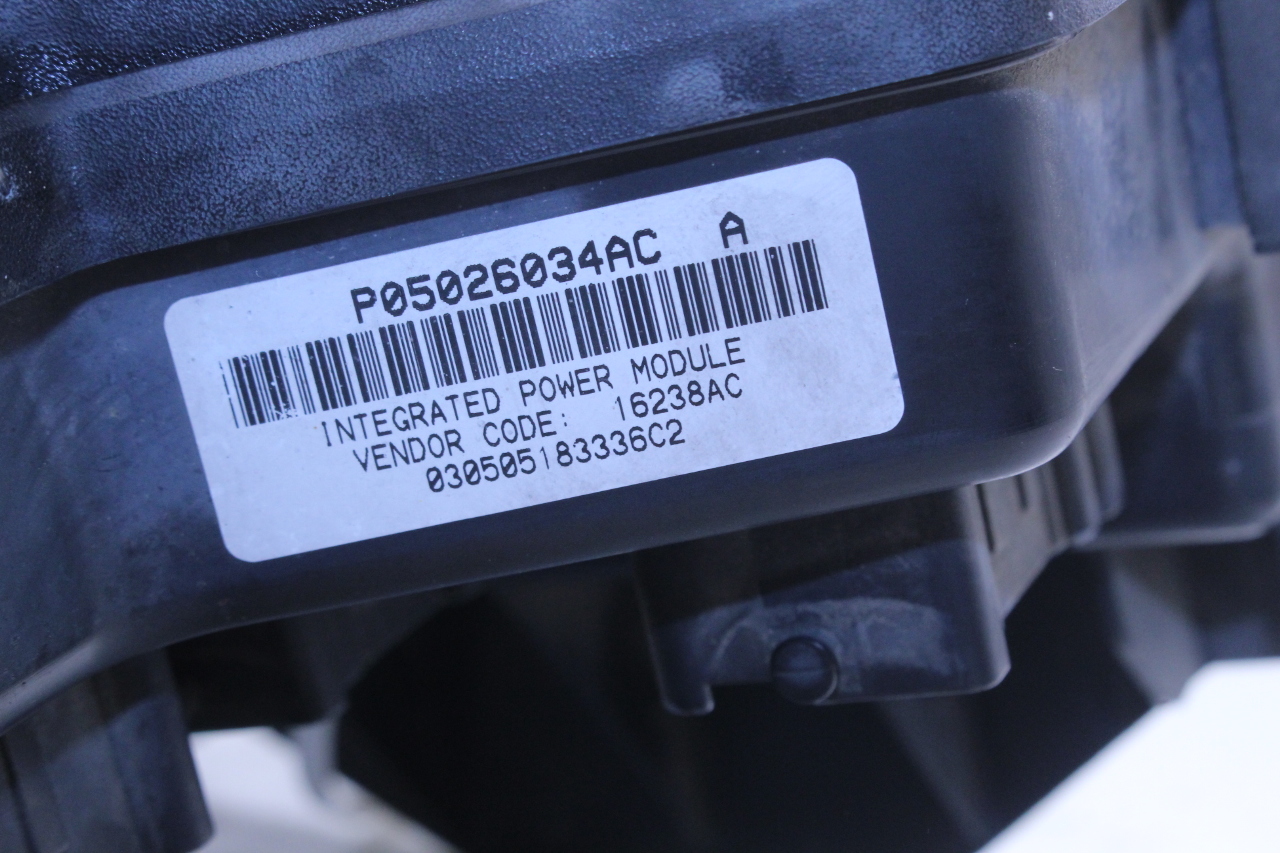 P05026034AC A
INTEGRATED POWER MODULE
VENDOR CODE: 16238AC
030505183336C2